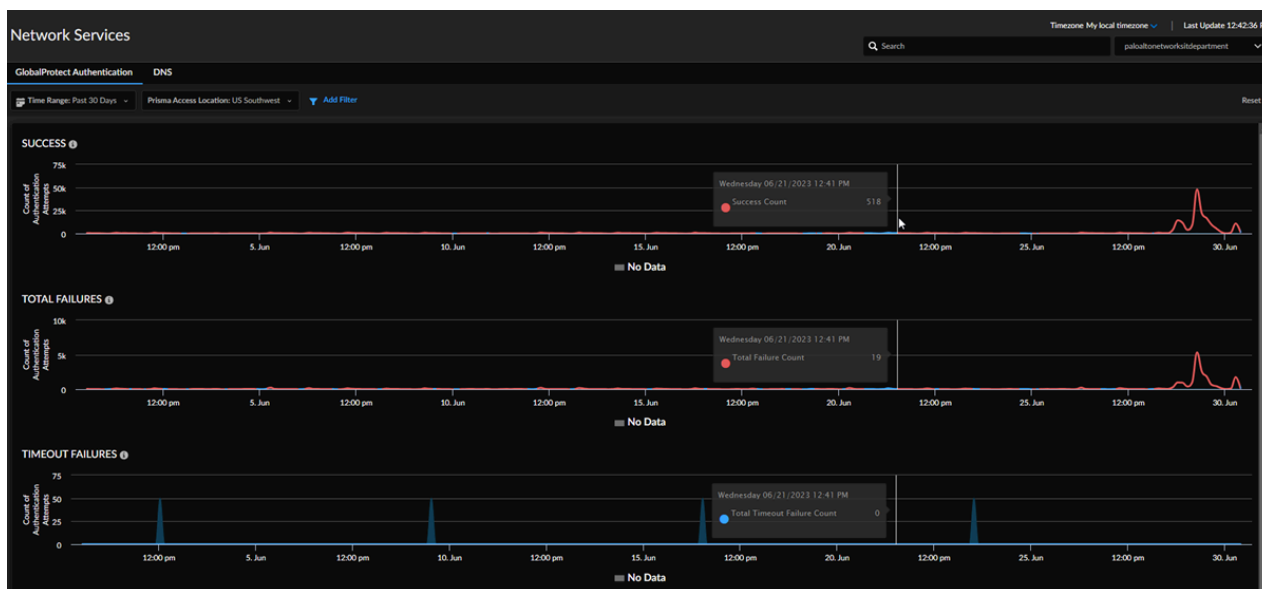 Network Services
Timezone My local timezone | Last Update 12:42:36 P
Search
paloaltonetworksitdepartment
GlobalProtect Authentication DNS
Time Range: Past 30 Days Prisma Access Location: US Southwest Add Filter Reset
SUCCESS
Count of Authentication Attempts
75k
50k
25k
0
Wednesday 06/21/2023 12:41 PM
Success Count 518
12:00 pm 5. Jun 12:00 pm 10. Jun 12:00 pm 15. Jun 12:00 pm 20. Jun 12:00 pm 25. Jun 12:00 pm 30. Jun
No Data
TOTAL FAILURES
Count of Authentication Attempts
10k
5k
0
Wednesday 06/21/2023 12:41 PM
Total Failure Count 19
12:00 pm 5. Jun 12:00 pm 10. Jun 12:00 pm 15. Jun 12:00 pm 20. Jun 12:00 pm 25. Jun 12:00 pm 30. Jun
No Data
TIMEOUT FAILURES
Count of Authentication Attempts
75
50
25
0
Wednesday 06/21/2023 12:41 PM
Total Timeout Failure Count 0
12:00 pm 5. Jun 12:00 pm 10. Jun 12:00 pm 15. Jun 12:00 pm 20. Jun 12:00 pm 25. Jun 12:00 pm 30. Jun
No Data